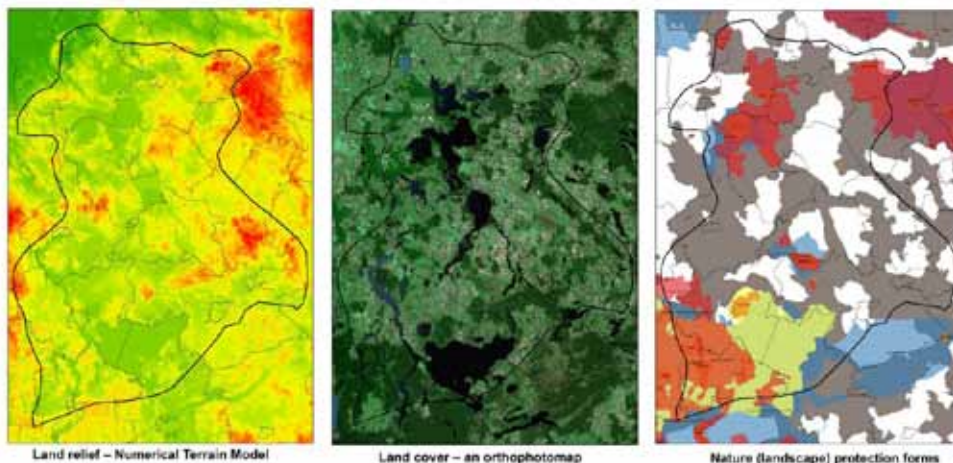 Land relief – Numerical Terrain Model
Land cover – an orthophotomap
Nature (landscape) protection forms